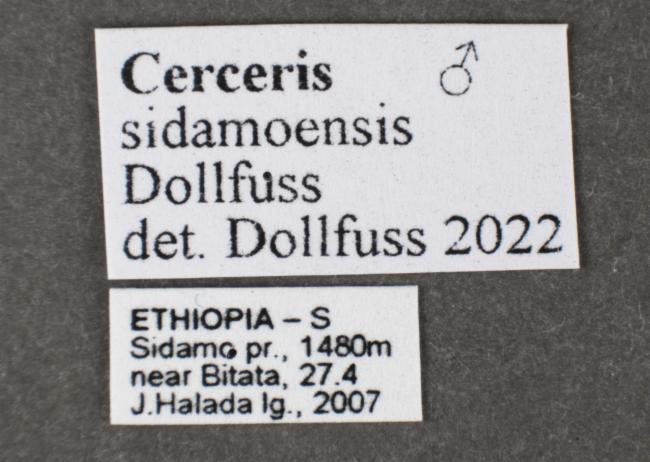 Cerceris ♂
sidamoensis
Dollfuss
det. Dollfuss 2022
ETHIOPIA – S
Sidamo pr., 1480m
near Bitata, 27.4
J.Halada lg., 2007